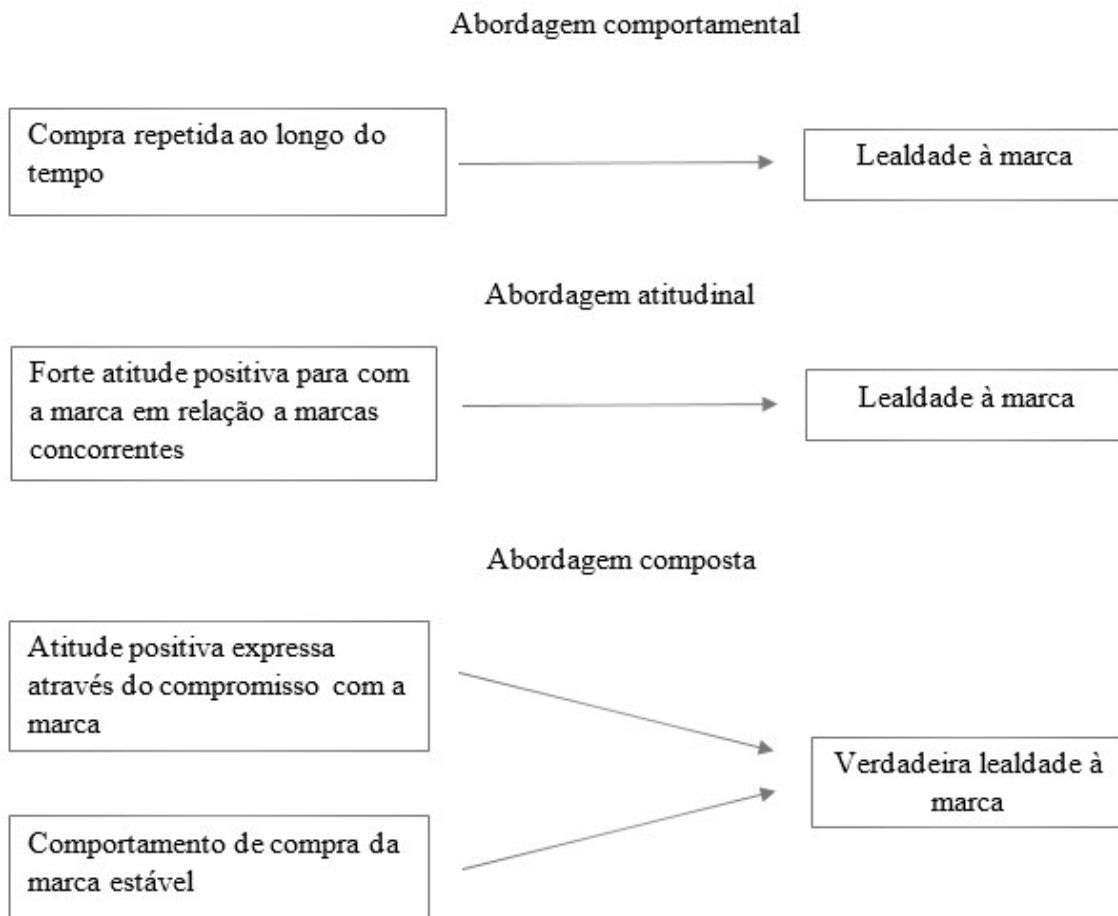 Abordagem comportamental
Compra repetida ao longo do
tempo
Lealdade à marca
Abordagem atitudinal
Forte atitude positiva para com
a marca em relação a marcas
concorrentes
Lealdade à marca
Abordagem composta
Atitude positiva expressa
através do compromisso com a
marca
Comportamento de compra da
marca estável
Verdadeira lealdade à
marca